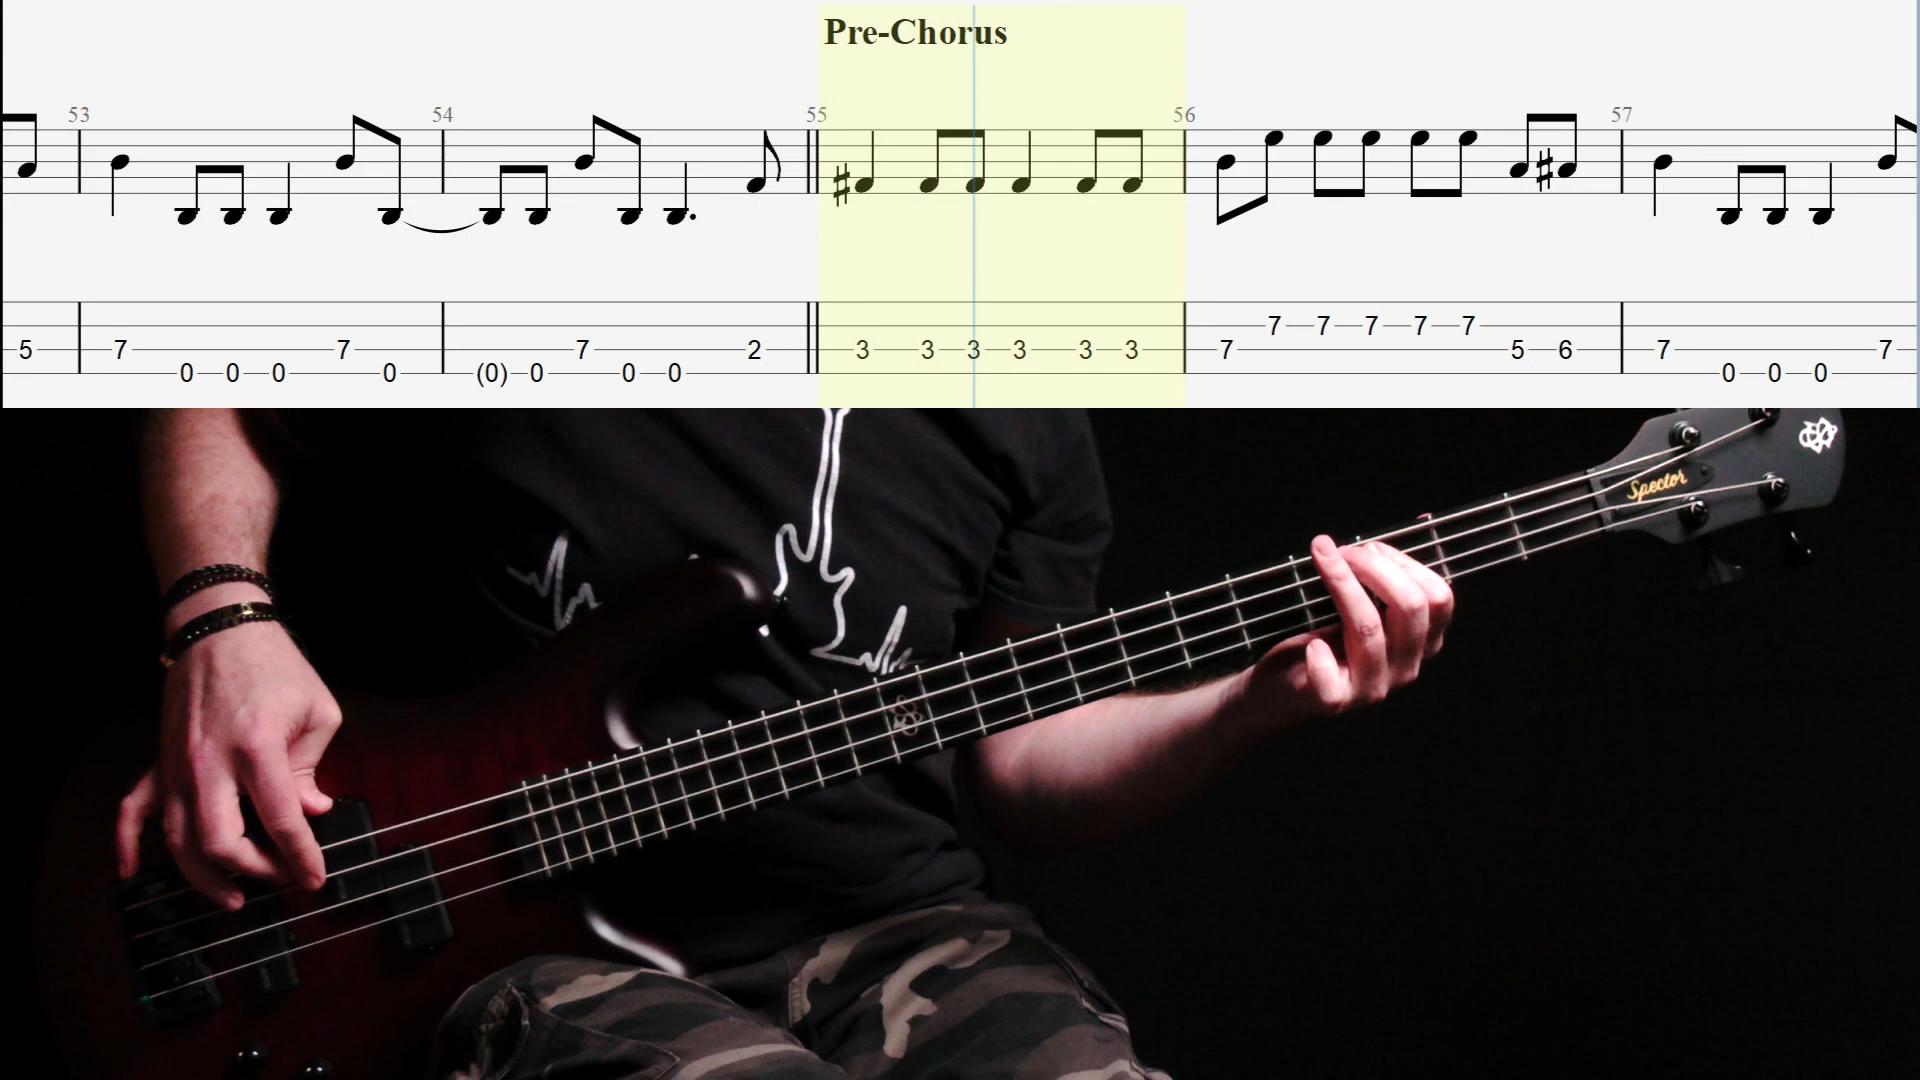 Pre-Chorus
53 54 55 56 57
7 7 7 7 7
5 7 7 7 2 3 3 3 3 3 3 7 5 6 7 7
0 0 0 0 (0) 0 0 0 0 0 0
Spector